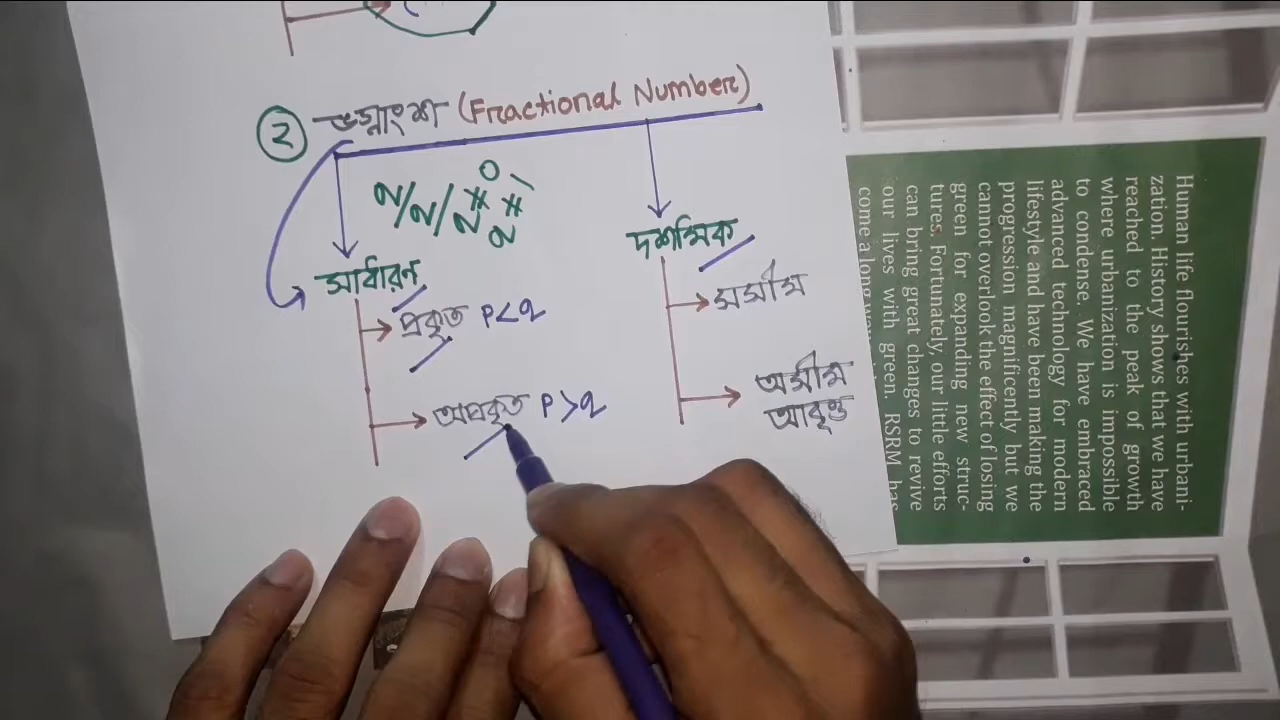 ২ ভগ্নাংশ (Fractional Number)
সাধারণ
প্রকৃত P<q
অপ্রকৃত P>q
দশমিক
সসীম
অসীম
আবৃত্ত
Human life flourishes with urbani-
zation. History shows that we have
reached to the peak of growth
where urbanization is impossible
to condense. We have embraced
advanced technology for modern
lifestyle and have been making the
progression magnificently but we
cannot overlook the effect of losing
green for expanding new struc-
tures. Fortunately, our little efforts
can bring great changes to revive
our lives with green. RSRM has
come a long